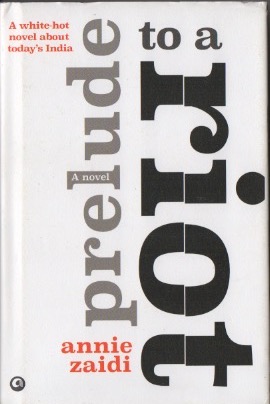 A white-hot
novel about
today's India
prelude
to a
riot
A novel
annie
zaidi